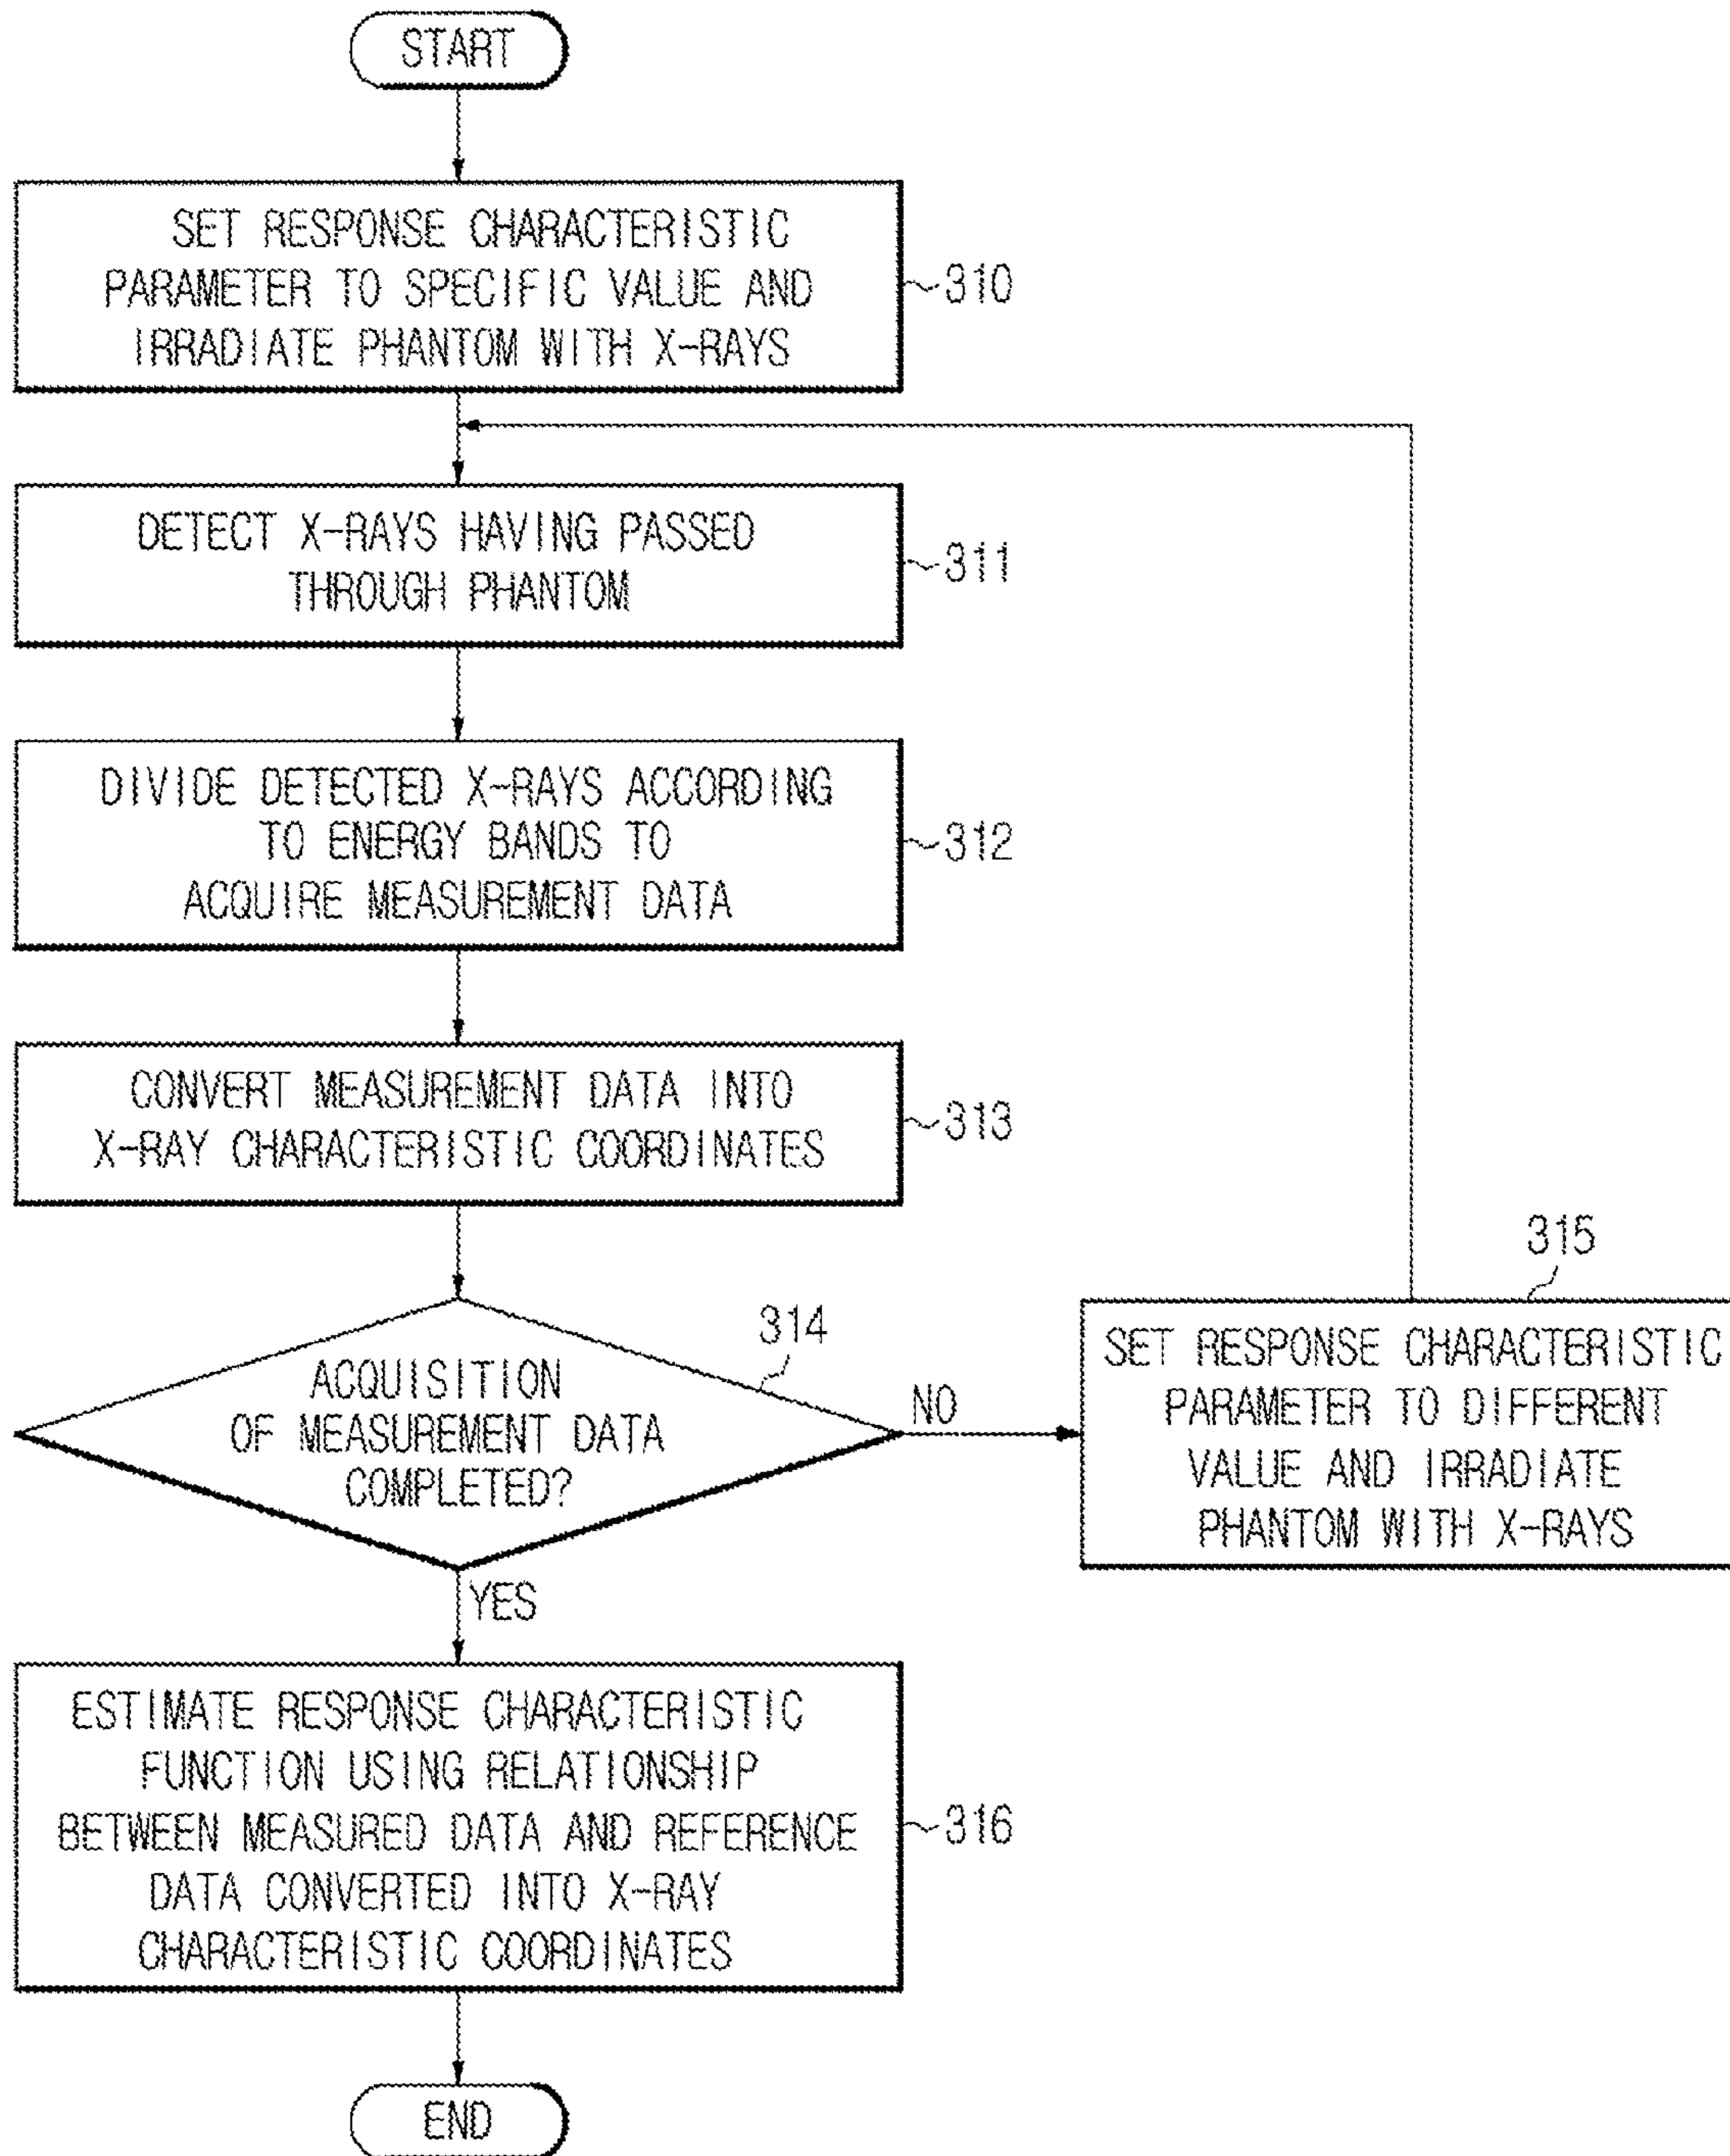 START
SET RESPONSE CHARACTERISTIC
PARAMETER TO SPECIFIC VALUE AND
IRRADIATE PHANTOM WITH X-RAYS
310
DETECT X-RAYS HAVING PASSED
THROUGH PHANTOM
311
DIVIDE DETECTED X-RAYS ACCORDING
TO ENERGY BANDS TO
ACQUIRE MEASUREMENT DATA
312
CONVERT MEASUREMENT DATA INTO
X-RAY CHARACTERISTIC COORDINATES
313
ACQUISITION
OF MEASUREMENT DATA
COMPLETED?
314
NO
315
SET RESPONSE CHARACTERISTIC
PARAMETER TO DIFFERENT
VALUE AND IRRADIATE
PHANTOM WITH X-RAYS
YES
ESTIMATE RESPONSE CHARACTERISTIC
FUNCTION USING RELATIONSHIP
BETWEEN MEASURED DATA AND REFERENCE
DATA CONVERTED INTO X-RAY
CHARACTERISTIC COORDINATES
316
END